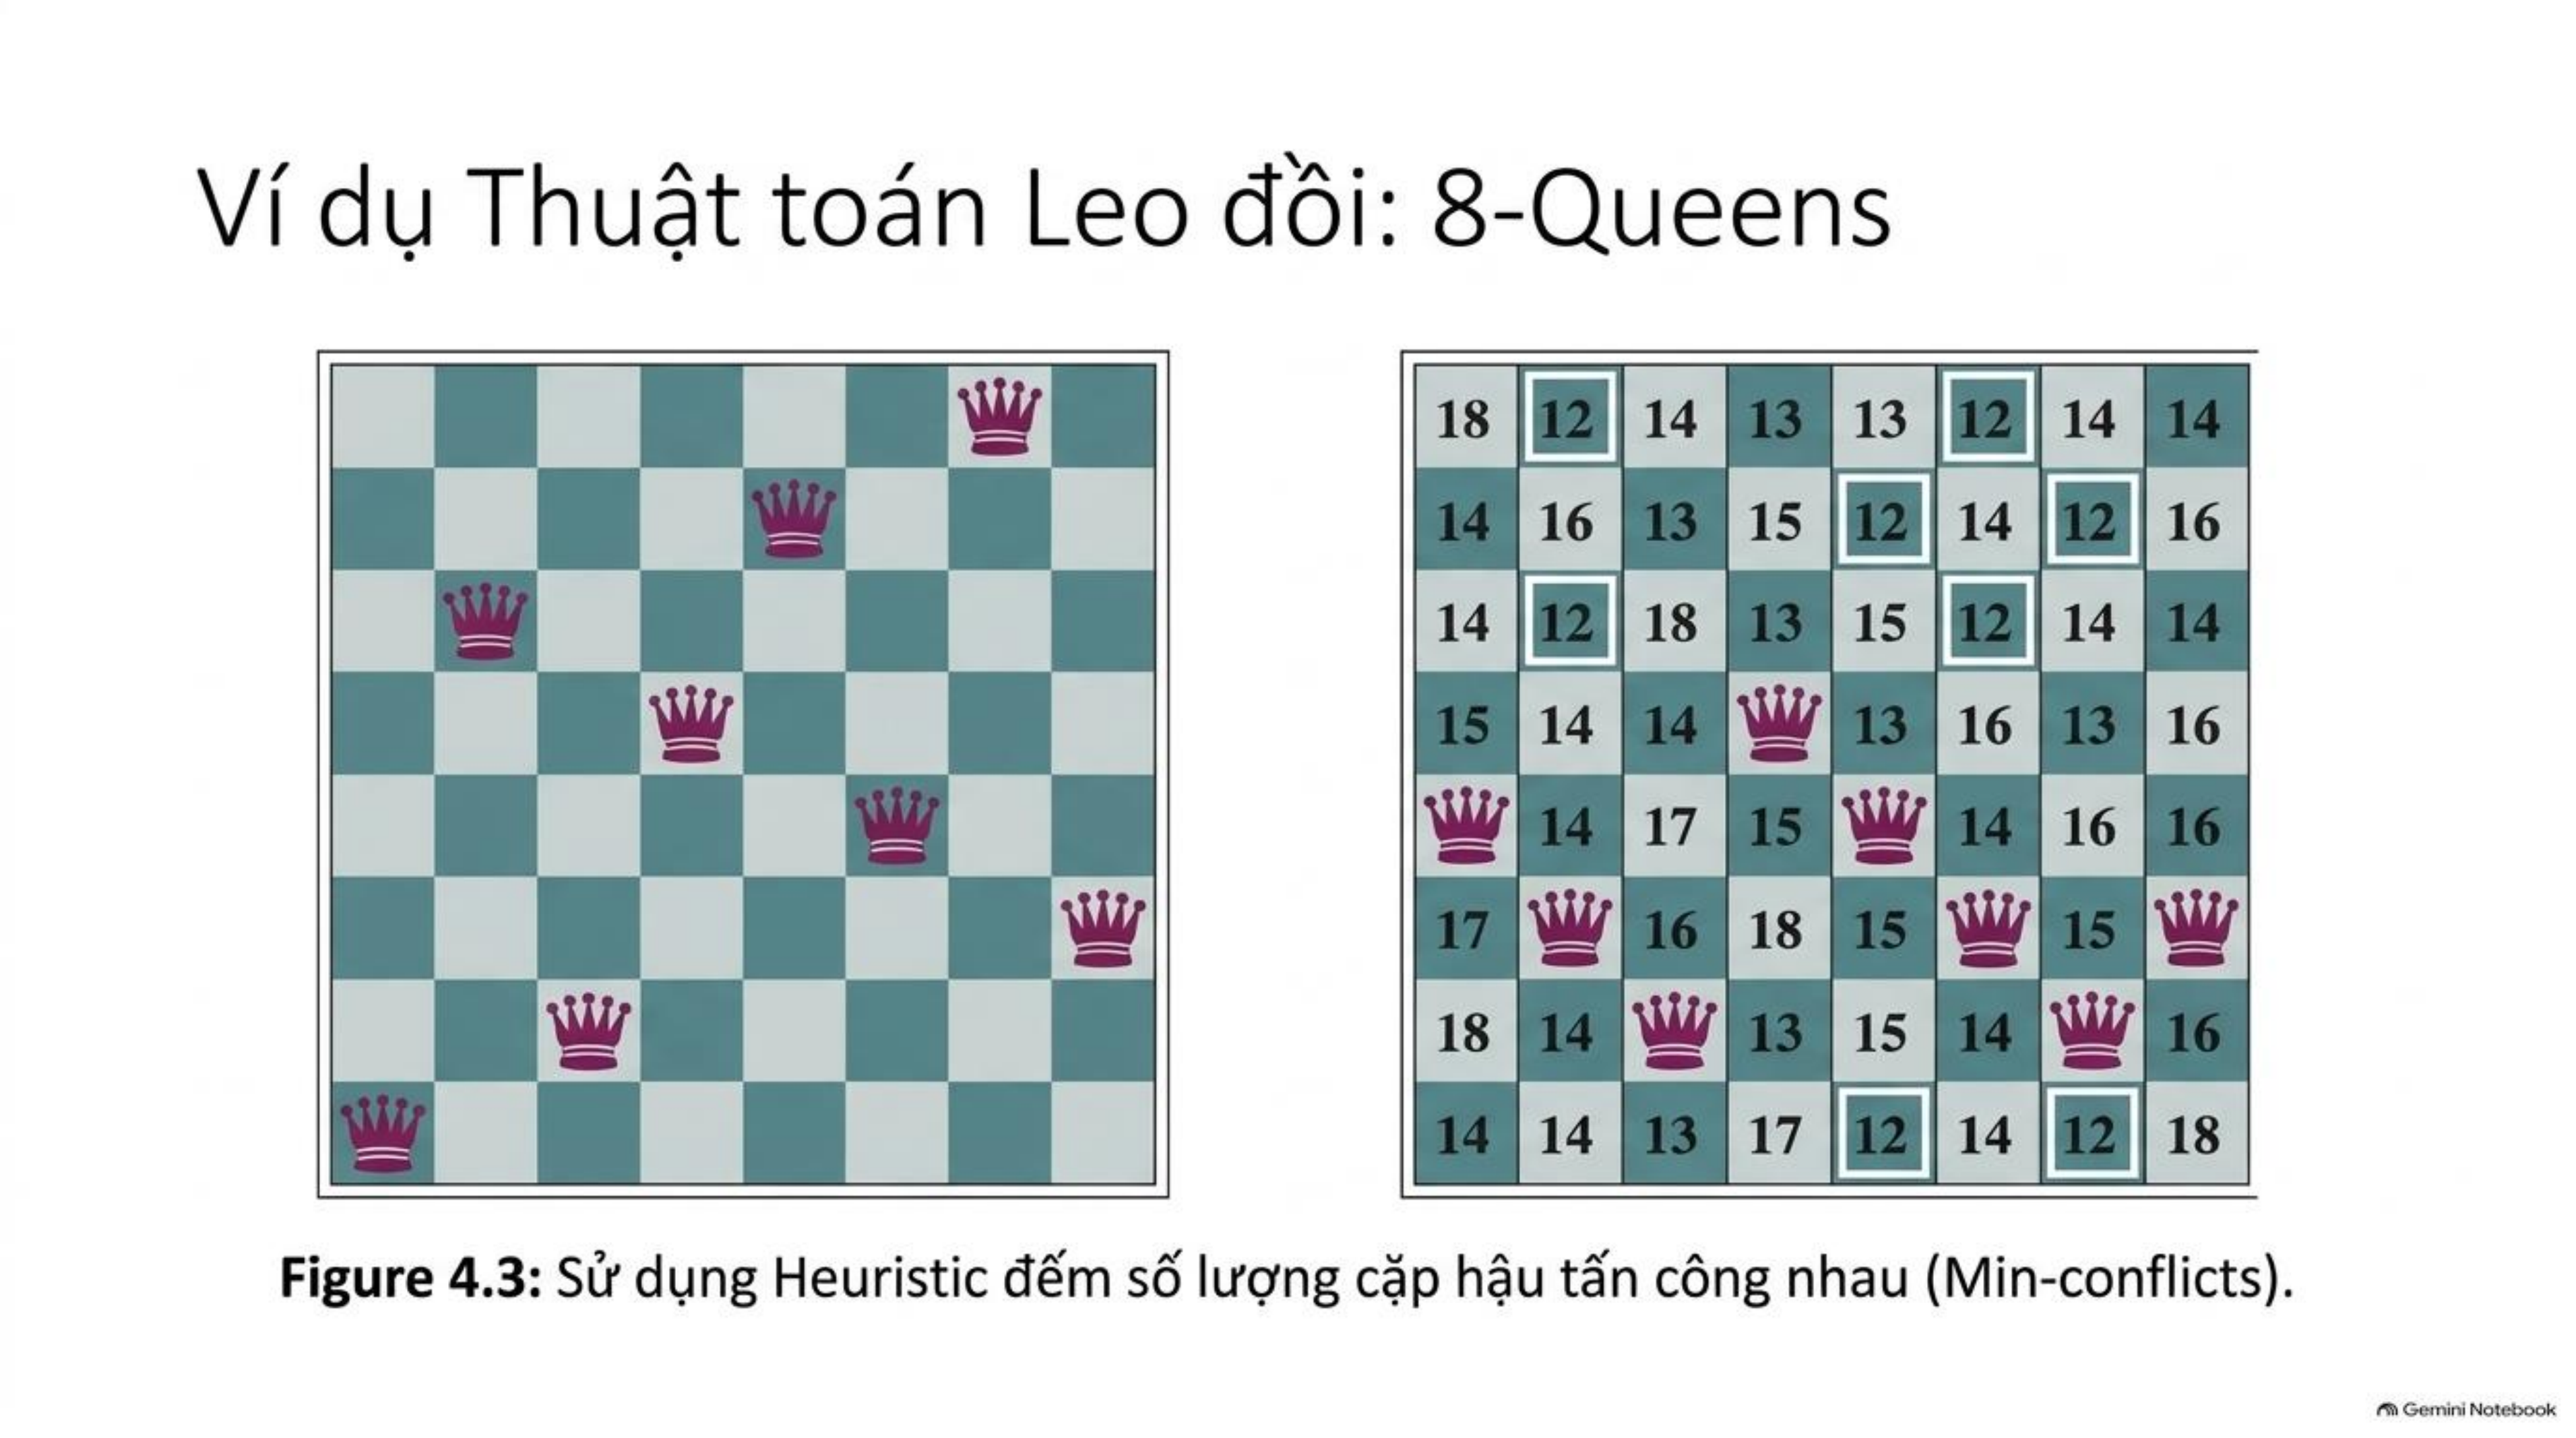 Ví dụ Thuật toán Leo đồi: 8-Queens
18 12 14 13 13 12 14 14
14 16 13 15 12 14 12 16
14 12 18 13 15 12 14 14
15 14 14 13 16 13 16
14 17 15 14 16 16
17 16 18 15 15
18 14 13 15 14 16
14 14 13 17 12 14 12 18
Figure 4.3: Sử dụng Heuristic đếm số lượng cặp hậu tấn công nhau (Min-conflicts).
Gemini Notebook